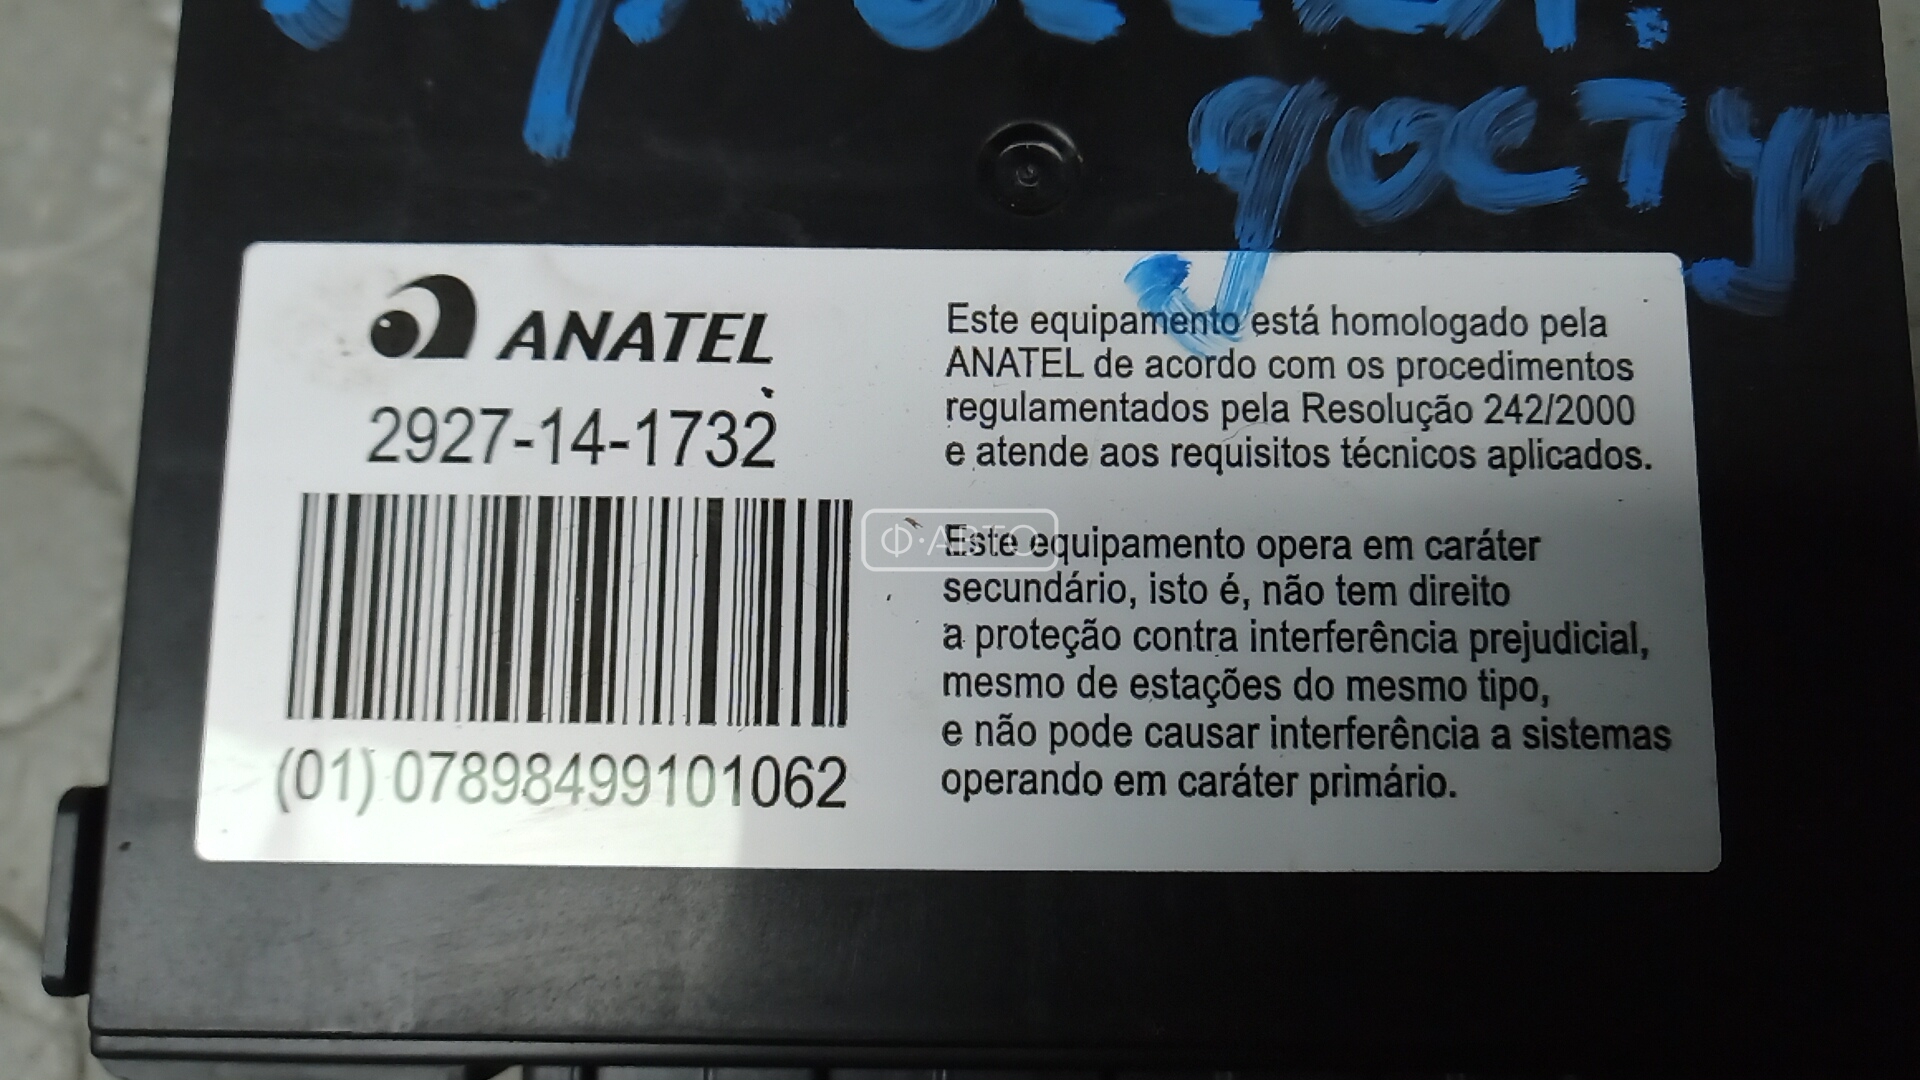 досту
ANATEL
2927-14-1732
(01) 07898499101062
Este equipamento está homologado pela
ANATEL de acordo com os procedimentos
regulamentados pela Resolução 242/2000
e atende aos requisitos técnicos aplicados.
Este equipamento opera em caráter
secundário, isto é, não tem direito
a proteção contra interferência prejudicial,
mesmo de estações do mesmo tipo,
e não pode causar interferência a sistemas
operando em caráter primário.
Ф·АВТО